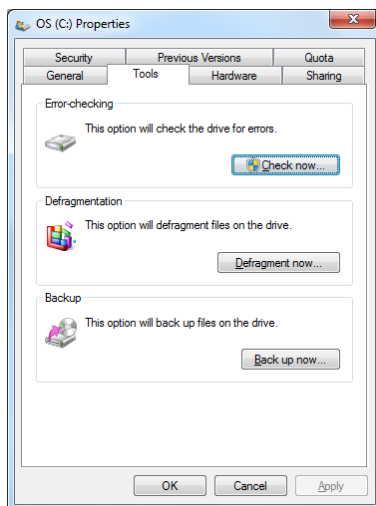 OS (C:) Properties
Security Previous Versions Quota
General Tools Hardware Sharing
Error-checking
This option will check the drive for errors.
Check now...
Defragmentation
This option will defragment files on the drive.
Defragment now...
Backup
This option will back up files on the drive.
Back up now...
OK Cancel Apply